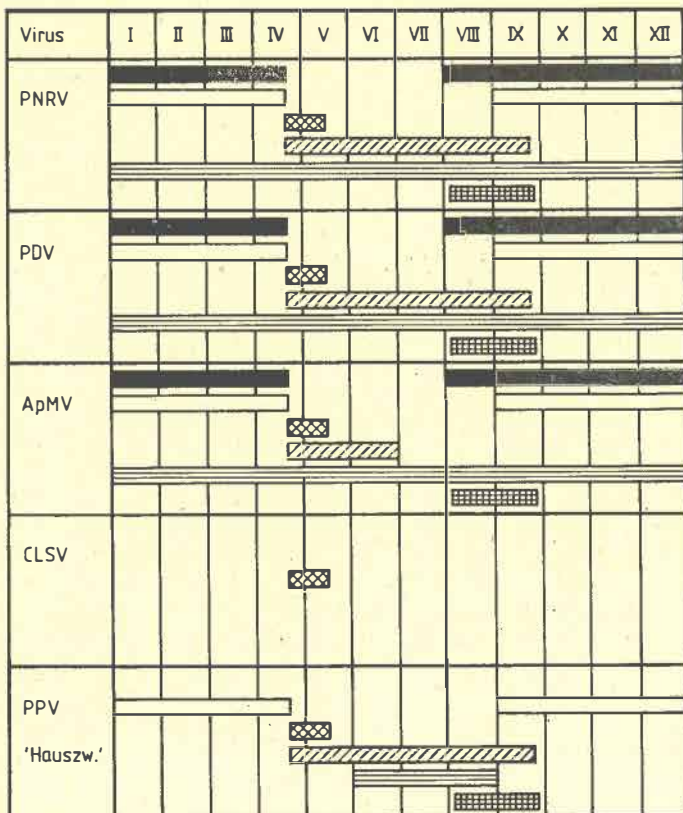 Virus I II III IV V VI VII VIII IX X XI XII
PNRV
PDV
ApMV
CLSV
PPV
'Hauszw.'